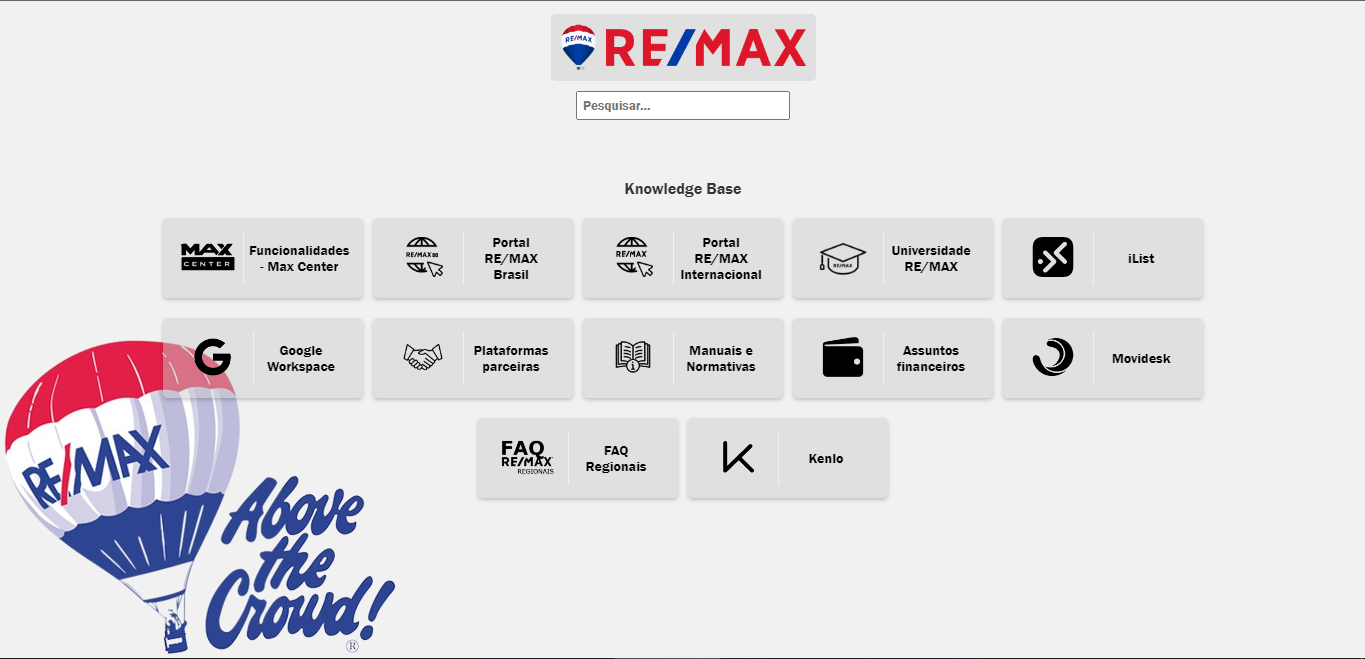 RE/MAX
RE/MAX
Pesquisar...
Knowledge Base
MAX
CENTER
Funcionalidades
- Max Center
RE/MAX
Portal
RE/MAX
Brasil
RE/MAX
Portal
RE/MAX
Internacional
RE/MAX
Universidade
RE/MAX
iList
G
Google
Workspace
Plataformas
parceiras
i
Manuais e
Normativas
Assuntos
financeiros
Movidesk
FAQ
RE/MAX
REGIONAIS
FAQ
Regionais
K
Kenlo
RE/MAX
Above
the
Crowd!
®